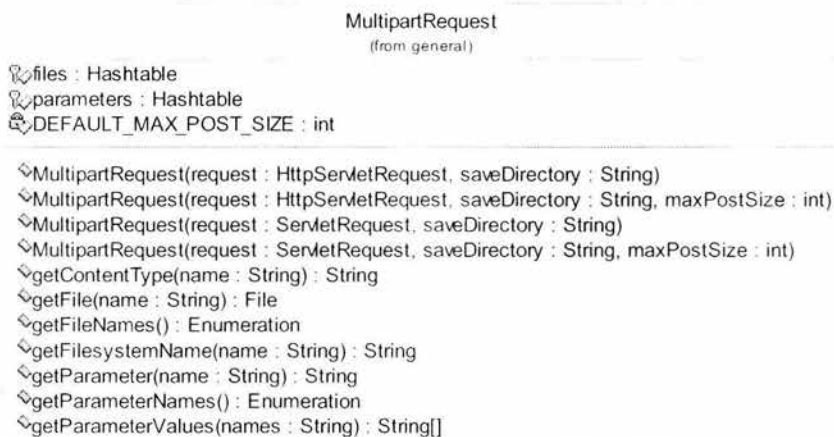 MultipartRequest
(from general)
files : Hashtable
parameters : Hashtable
DEFAULT_MAX_POST_SIZE : int
MultipartRequest(request : HttpServletRequest, saveDirectory : String)
MultipartRequest(request : HttpServletRequest, saveDirectory : String, maxPostSize : int)
MultipartRequest(request : ServletRequest, saveDirectory : String)
MultipartRequest(request : ServletRequest, saveDirectory : String, maxPostSize : int)
getContentType(name : String) : String
getFile(name : String) : File
getFileNames() : Enumeration
getFilesystemName(name : String) : String
getParameter(name : String) : String
getParameterNames() : Enumeration
getParameterValues(names : String) : String[]